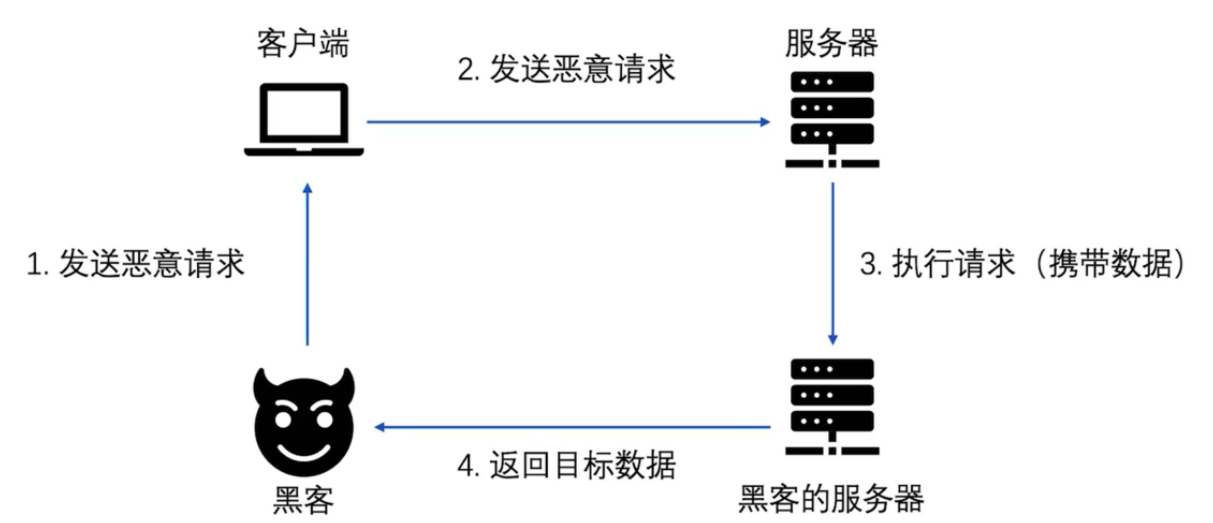 客户端
服务器
2. 发送恶意请求
1. 发送恶意请求
3. 执行请求（携带数据）
4. 返回目标数据
黑客
黑客的服务器